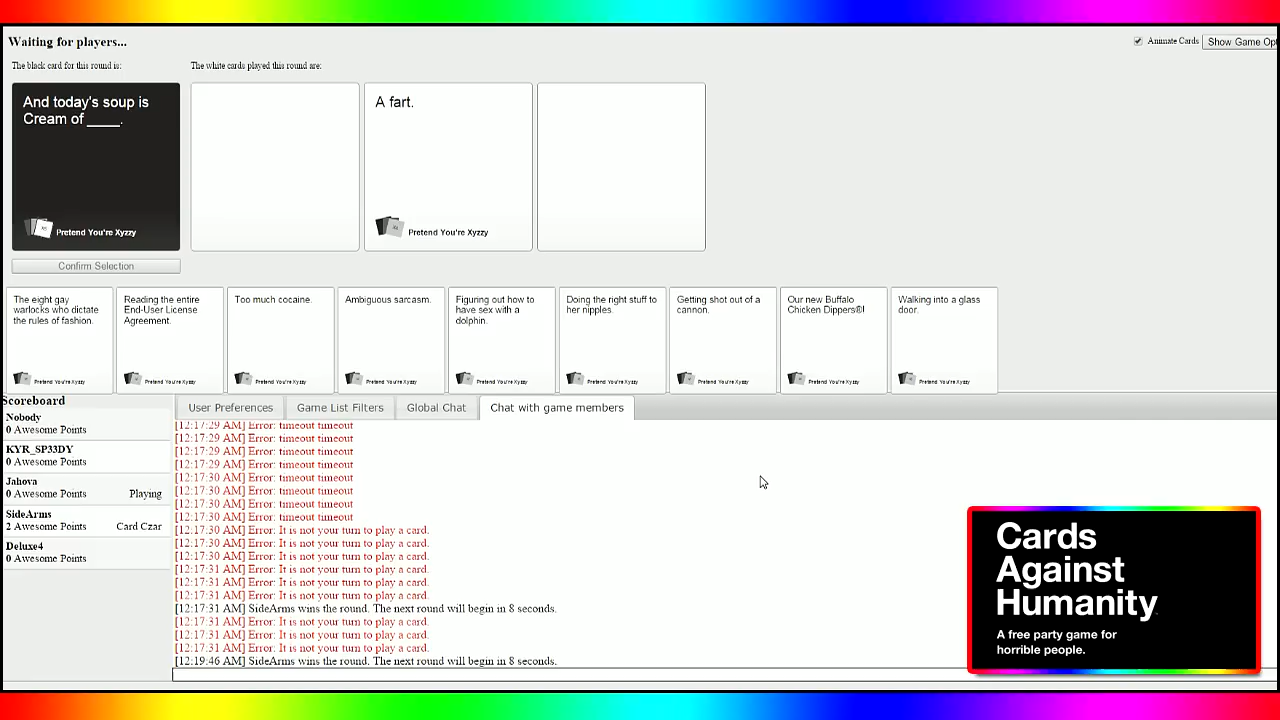 Waiting for players...
Animate Cards
Show Game Opt
The black card for this round is:
The white cards played this round are:
And today's soup is
Cream of ____.
Pretend You're Xyzzy
A fart.
Pretend You're Xyzzy
Confirm Selection
The eight gay
warlocks who dictate
the rules of fashion.
Pretend You're Xyzzy
Reading the entire
End-User License
Agreement.
Pretend You're Xyzzy
Too much cocaine.
Pretend You're Xyzzy
Ambiguous sarcasm.
Pretend You're Xyzzy
Figuring out how to
have sex with a
dolphin.
Pretend You're Xyzzy
Doing the right stuff to
her nipples.
Pretend You're Xyzzy
Getting shot out of a
cannon.
Pretend You're Xyzzy
Our new Buffalo
Chicken Dippers®!
Pretend You're Xyzzy
Walking into a glass
door.
Pretend You're Xyzzy
Scoreboard
Nobody
0 Awesome Points
KYR_SP33DY
0 Awesome Points
Jahova
0 Awesome Points Playing
SideArms
2 Awesome Points Card Czar
Deluxe4
0 Awesome Points
User Preferences
Game List Filters
Global Chat
Chat with game members
[12:17:29 AM] Error: timeout timeout
[12:17:29 AM] Error: timeout timeout
[12:17:29 AM] Error: timeout timeout
[12:17:29 AM] Error: timeout timeout
[12:17:30 AM] Error: timeout timeout
[12:17:30 AM] Error: timeout timeout
[12:17:30 AM] Error: timeout timeout
[12:17:30 AM] Error: timeout timeout
[12:17:30 AM] Error: It is not your turn to play a card.
[12:17:30 AM] Error: It is not your turn to play a card.
[12:17:30 AM] Error: It is not your turn to play a card.
[12:17:31 AM] Error: It is not your turn to play a card.
[12:17:31 AM] Error: It is not your turn to play a card.
[12:17:31 AM] Error: It is not your turn to play a card.
[12:17:31 AM] SideArms wins the round. The next round will begin in 8 seconds.
[12:17:31 AM] Error: It is not your turn to play a card.
[12:17:31 AM] Error: It is not your turn to play a card.
[12:17:31 AM] Error: It is not your turn to play a card.
[12:19:46 AM] SideArms wins the round. The next round will begin in 8 seconds.
Cards
Against
Humanity
A free party game for
horrible people.